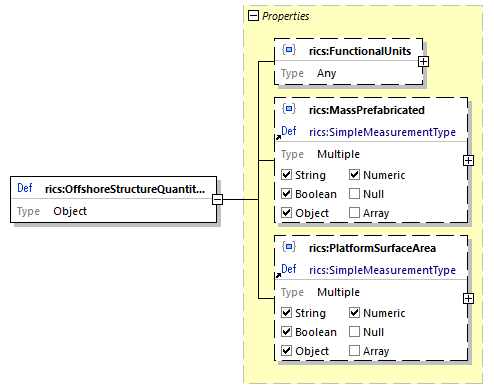 Properties
rics:FunctionalUnits
Type Any
rics:MassPrefabricated
Def rics:SimpleMeasurementType
Type Multiple
String Numeric
Boolean Null
Object Array
Def rics:OffshoreStructureQuantit...
Type Object
rics:PlatformSurfaceArea
Def rics:SimpleMeasurementType
Type Multiple
String Numeric
Boolean Null
Object Array